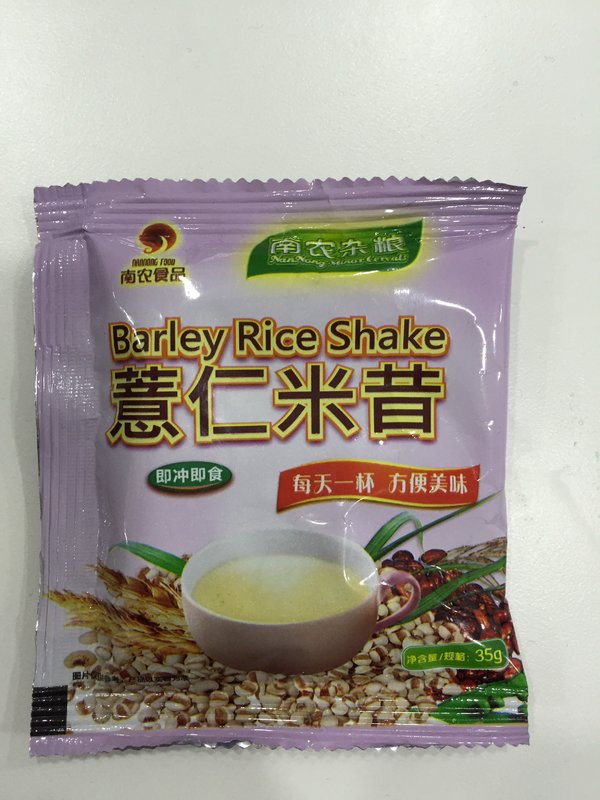 NANNONG FOOD
南农食品
南农杂粮
NanNong Minor Cereals
Barley Rice Shake
薏仁米昔
即冲即食
每天一杯 方便美味
净含量/规格: 35g
图片